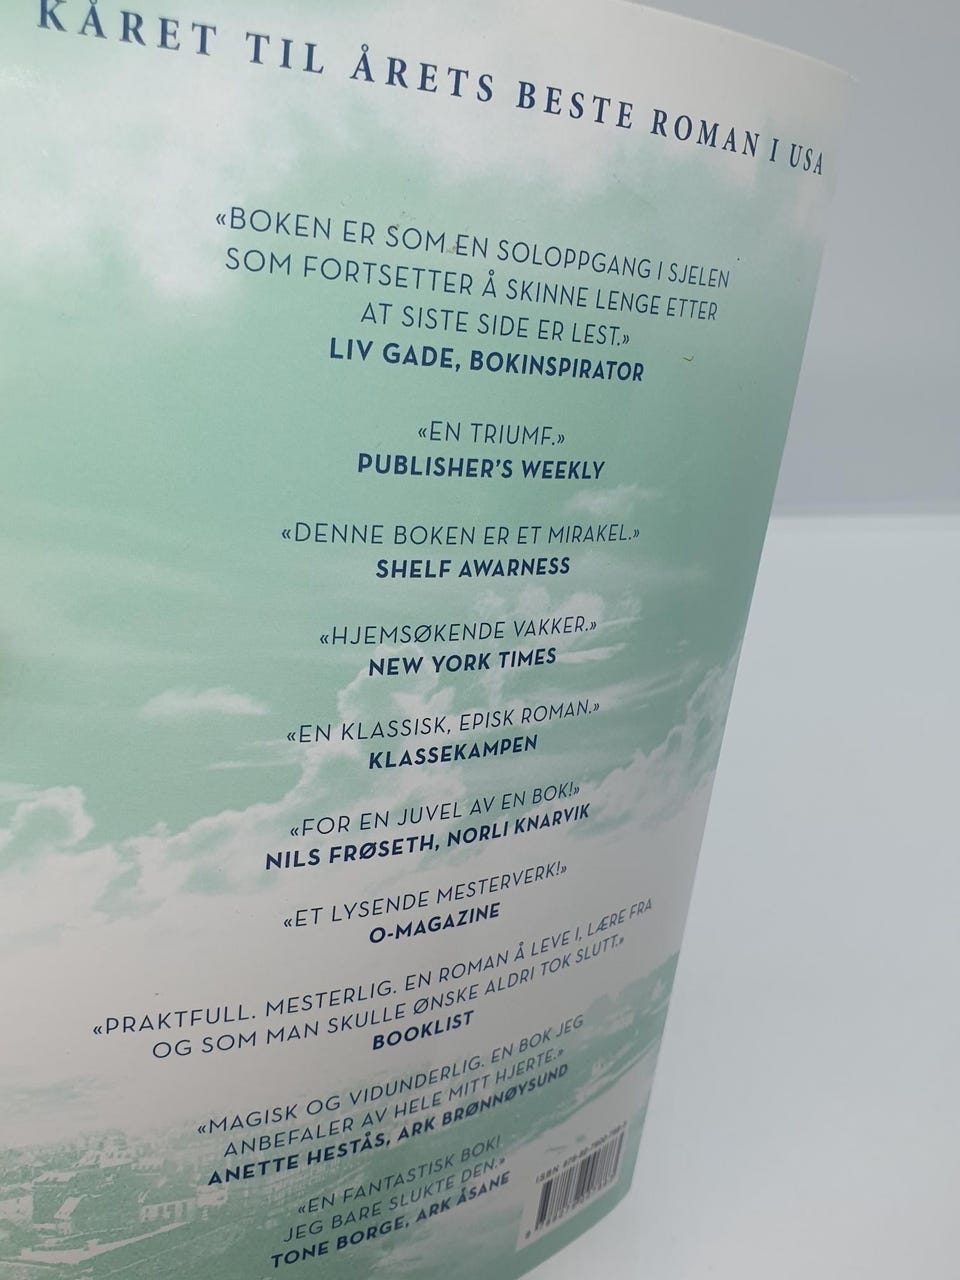 KÅRET TIL ÅRETS BESTE ROMAN I USA
«BOKEN ER SOM EN SOLOPPGANG I SJELEN
SOM FORTSETTER Å SKINNE LENGE ETTER
AT SISTE SIDE ER LEST.»
LIV GADE, BOKINSPIRATOR
«EN TRIUMF.»
PUBLISHER'S WEEKLY
«DENNE BOKEN ER ET MIRAKEL.»
SHELF AWARNESS
«HJEMSØKENDE VAKKER.»
NEW YORK TIMES
«EN KLASSISK, EPISK ROMAN.»
KLASSEKAMPEN
«FOR EN JUVEL AV EN BOK!»
NILS FRØSETH, NORLI KNARVIK
«ET LYSENDE MESTERVERK!»
O-MAGAZINE
«PRAKTFULL. MESTERLIG. EN ROMAN Å LEVE I, LÆRE FRA
OG SOM MAN SKULLE ØNSKE ALDRI TOK SLUTT.»
BOOKLIST
«MAGISK OG VIDUNDERLIG. EN BOK JEG
ANBEFALER AV HELE MITT HJERTE.»
ANETTE HESTÅS, ARK BRØNNØYSUND
«EN FANTASTISK BOK!
JEG BARE SLUKTE DEN.»
TONE BORGE, ARK ÅSANE
ISBN